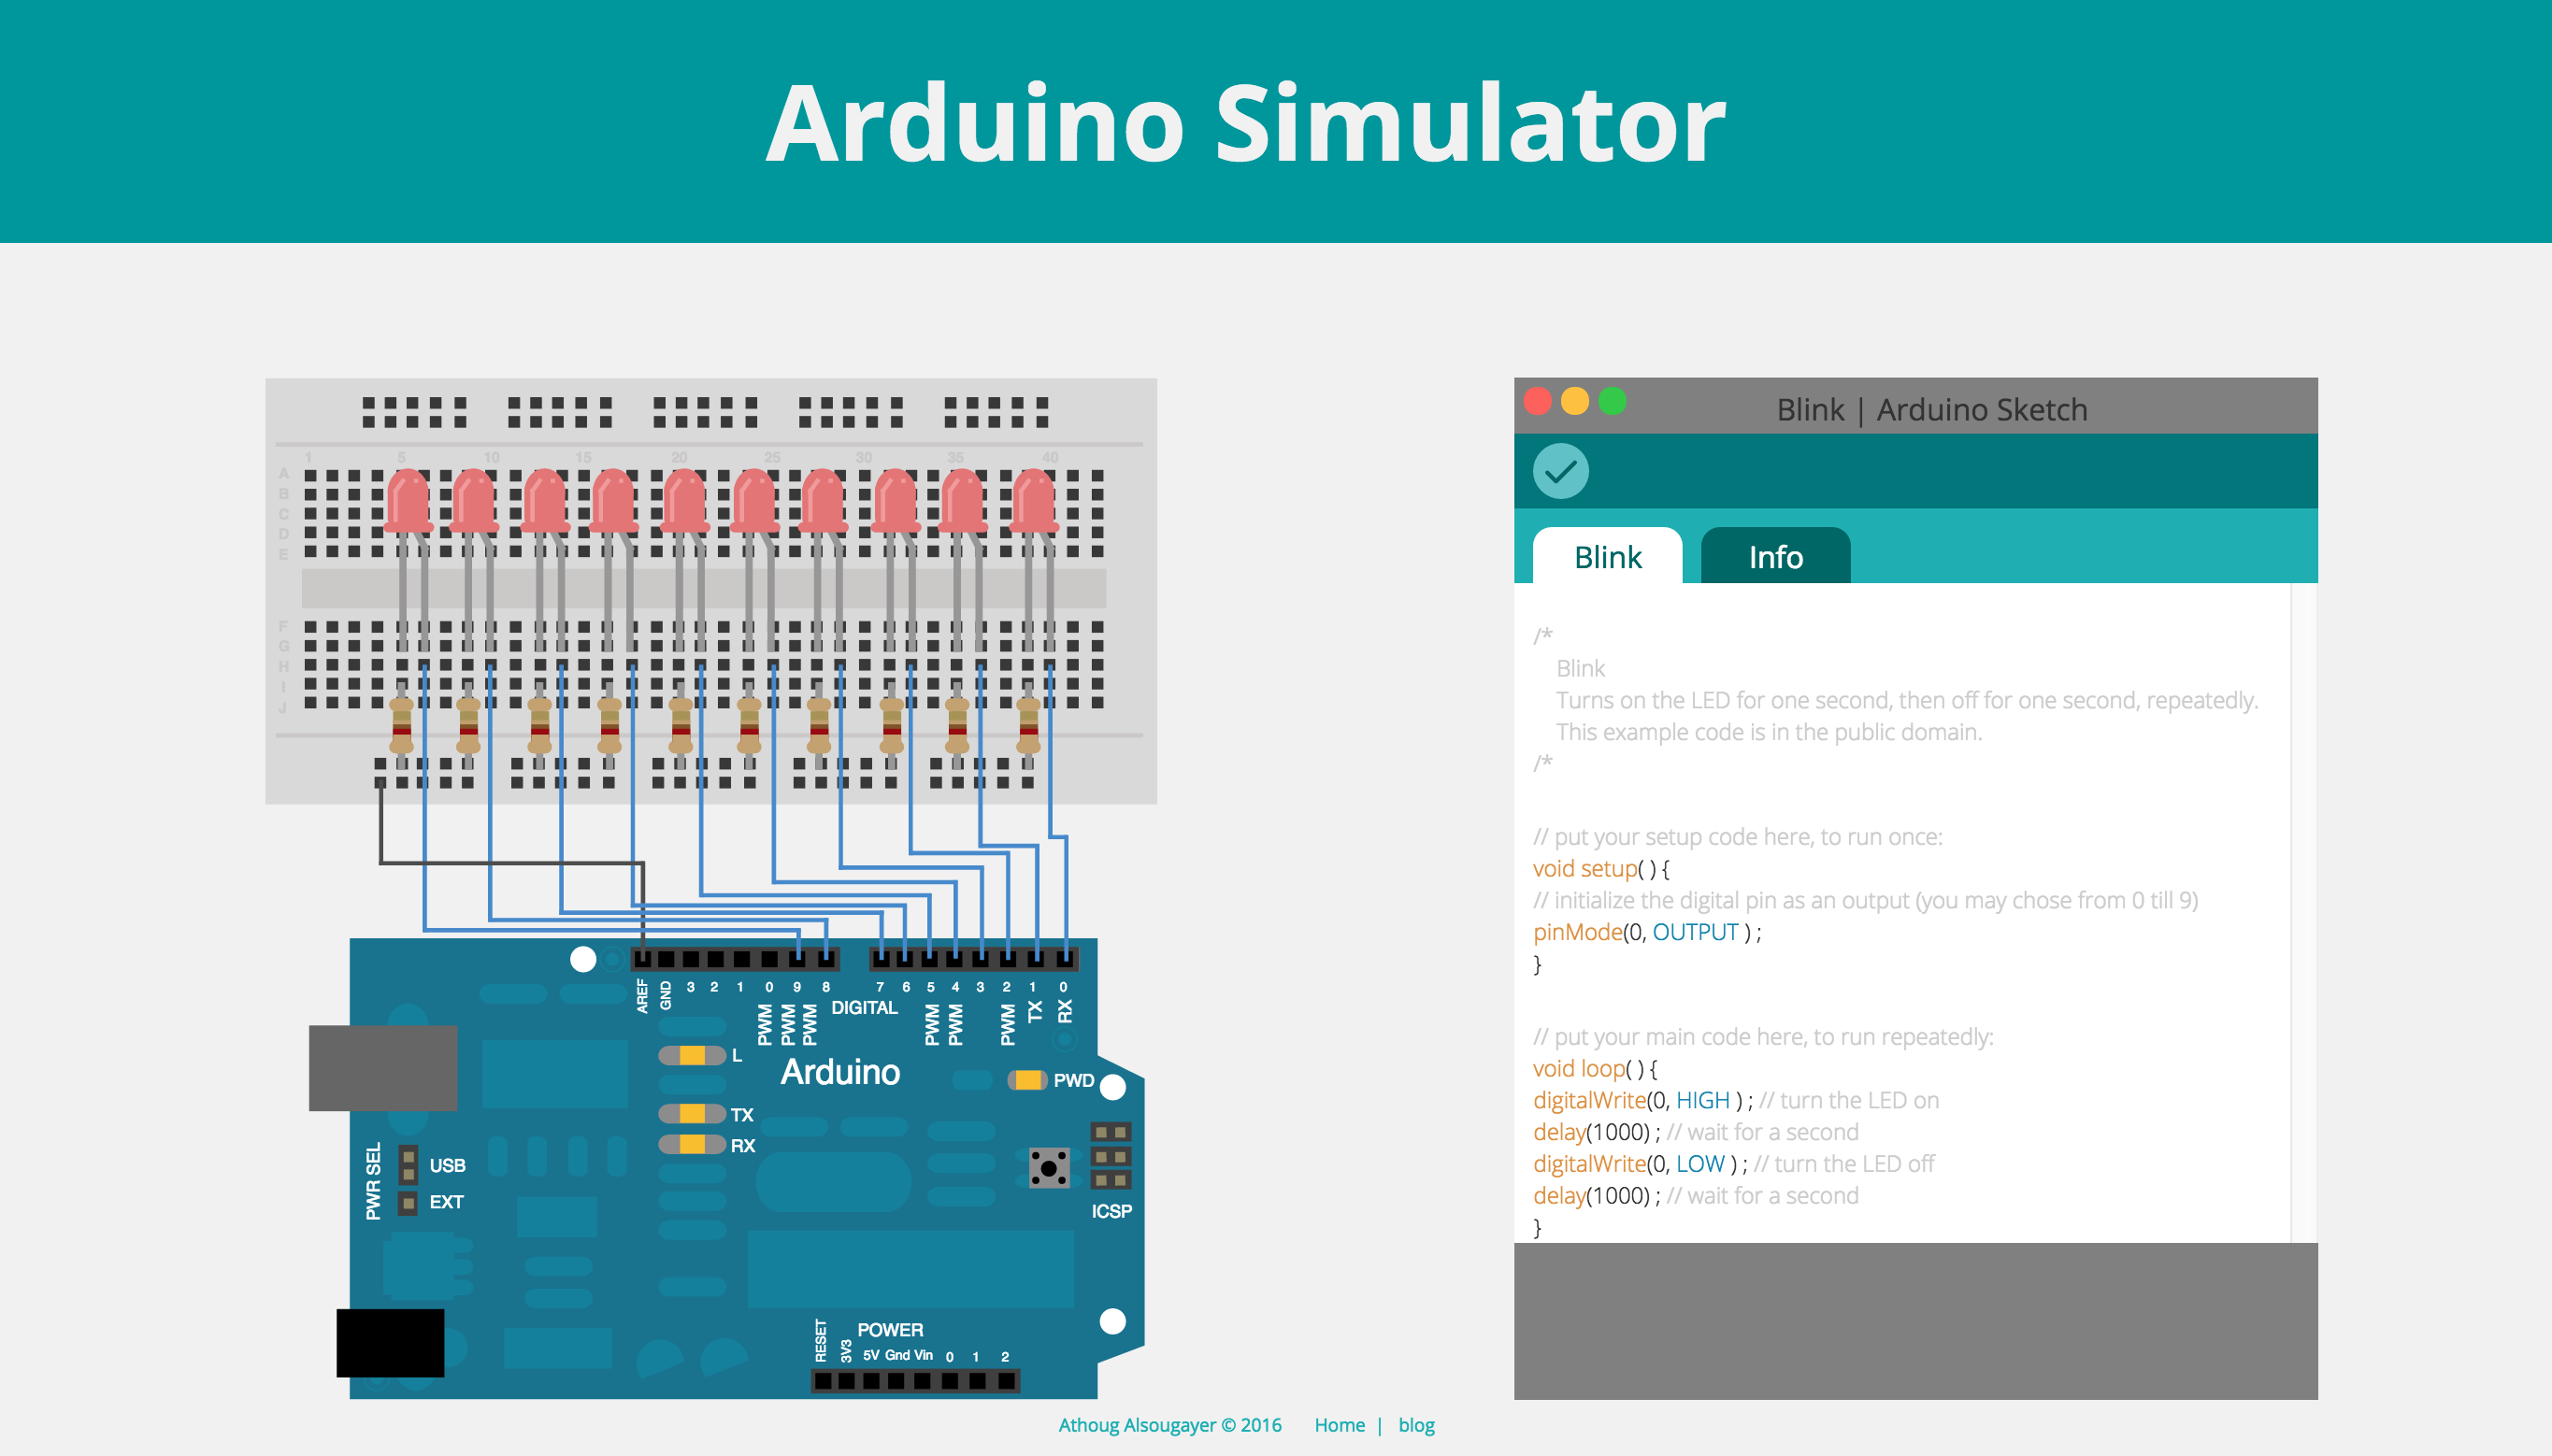 Arduino Simulator
1 5 10 15 20 25 30 35 40
A
B
C
D
E
F
G
H
I
J
AREF GND 3 2 1 0 9 8 7 6 5 4 3 2 1 0
PWM PWM PWM DIGITAL PWM PWM PWM TX RX
L
Arduino
PWD
TX
RX
PWR SEL
USB
EXT
ICSP
POWER
RESET 3V3 5V Gnd Vin 0 1 2
Blink | Arduino Sketch
Blink Info
/*
Blink
Turns on the LED for one second, then off for one second, repeatedly.
This example code is in the public domain.
/*
// put your setup code here, to run once:
void setup( ) {
// initialize the digital pin as an output (you may chose from 0 till 9)
pinMode(0, OUTPUT ) ;
}
// put your main code here, to run repeatedly:
void loop( ) {
digitalWrite(0, HIGH ) ; // turn the LED on
delay(1000) ; // wait for a second
digitalWrite(0, LOW ) ; // turn the LED off
delay(1000) ; // wait for a second
}
Athoug Alsougayer © 2016 Home | blog